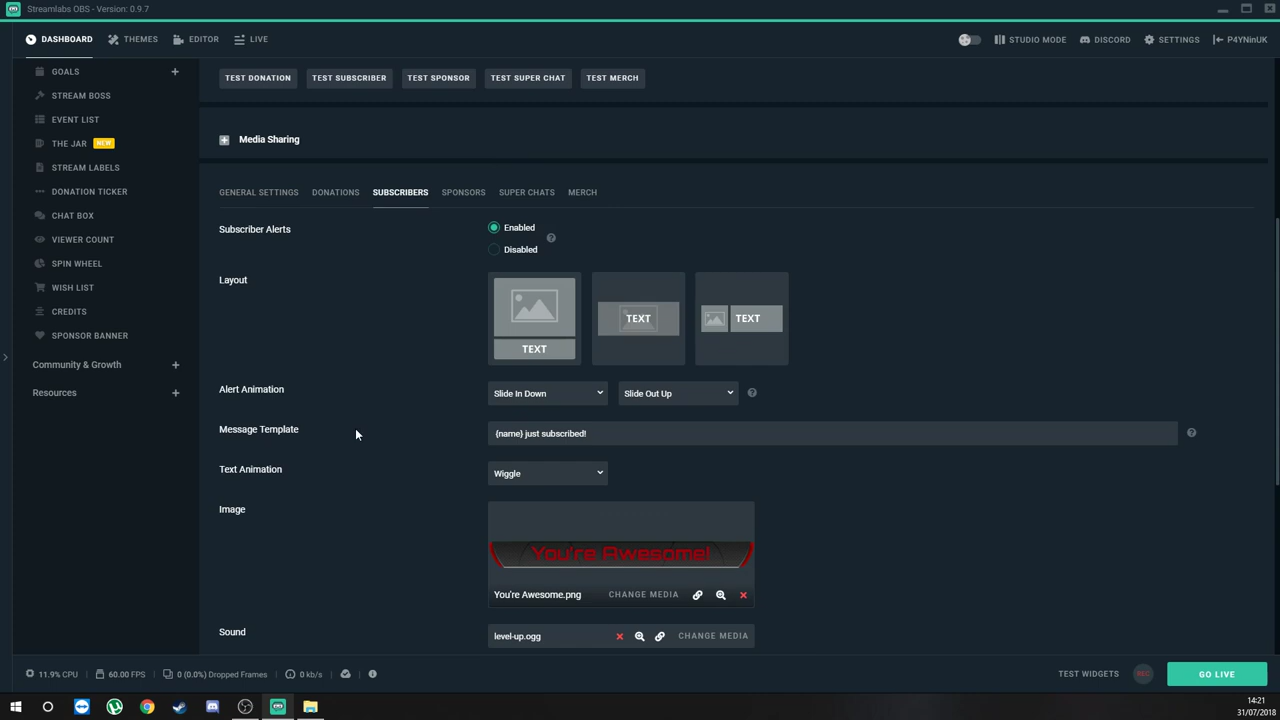 Streamlabs OBS - Version: 0.9.7
DASHBOARD THEMES EDITOR LIVE STUDIO MODE DISCORD SETTINGS P4YNinUK
GOALS
STREAM BOSS
EVENT LIST
THE JAR NEW
STREAM LABELS
DONATION TICKER
CHAT BOX
VIEWER COUNT
SPIN WHEEL
WISH LIST
CREDITS
SPONSOR BANNER
Community & Growth
Resources
TEST DONATION TEST SUBSCRIBER TEST SPONSOR TEST SUPER CHAT TEST MERCH
Media Sharing
GENERAL SETTINGS DONATIONS SUBSCRIBERS SPONSORS SUPER CHATS MERCH
Subscriber Alerts Enabled
Disabled
Layout
TEXT TEXT TEXT
Alert Animation Slide In Down Slide Out Up
Message Template {name} just subscribed!
Text Animation Wiggle
Image
You're Awesome!
You're Awesome.png CHANGE MEDIA
Sound level-up.ogg CHANGE MEDIA
11.9% CPU 60.00 FPS 0 (0.0%) Dropped Frames 0 kb/s TEST WIDGETS REC GO LIVE
14:21
31/07/2018